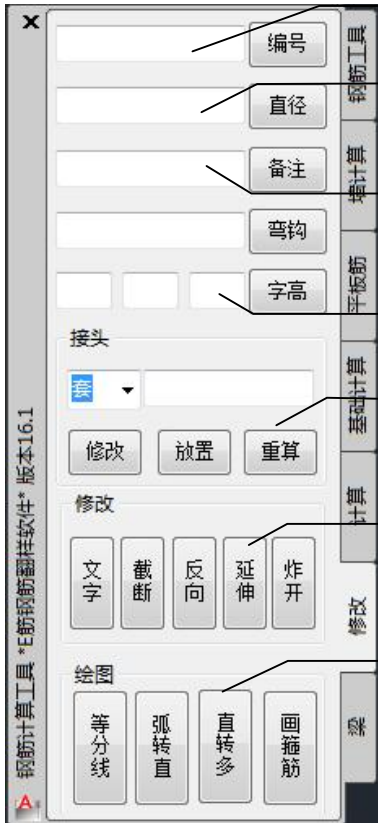 编号
直径
备注
弯钩
字高
接头
套
修改 放置 重算
修改
文字 截断 反向 延伸 炸开
绘图
等分线 弧转直 直转多 画箍筋
钢筋工具
墙计算
平板筋
基础计算
计算
修改
梁
钢筋计算工具 *E筋钢筋翻样软件* 版本16.1